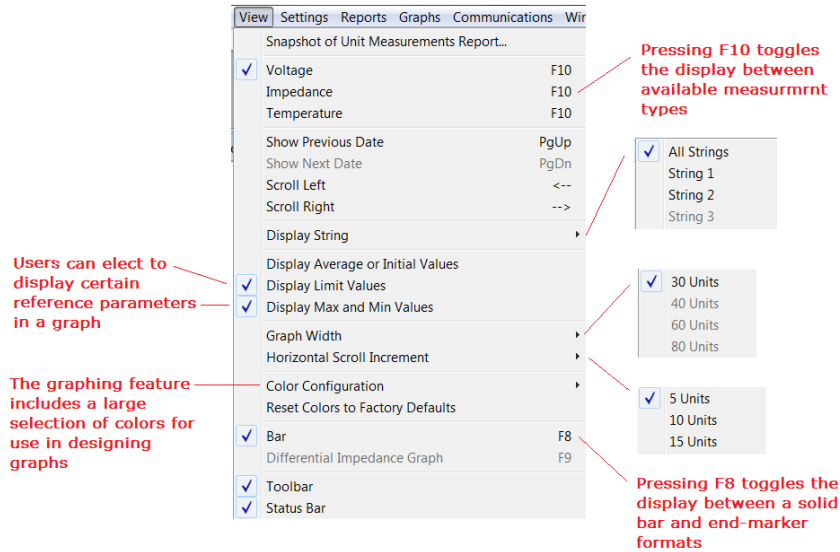 View Settings Reports Graphs Communications Wir
Snapshot of Unit Measurements Report...
Voltage F10
Impedance F10
Temperature F10
Show Previous Date PgUp
Show Next Date PgDn
Scroll Left <--
Scroll Right -->
Display String
Display Average or Initial Values
Display Limit Values
Display Max and Min Values
Graph Width
Horizontal Scroll Increment
Color Configuration
Reset Colors to Factory Defaults
Bar F8
Differential Impedance Graph F9
Toolbar
Status Bar
Users can elect to
display certain
reference parameters
in a graph
The graphing feature
includes a large
selection of colors for
use in designing
graphs
Pressing F10 toggles
the display between
available measurmrnt
types
All Strings
String 1
String 2
String 3
30 Units
40 Units
60 Units
80 Units
5 Units
10 Units
15 Units
Pressing F8 toggles the
display between a solid
bar and end-marker
formats